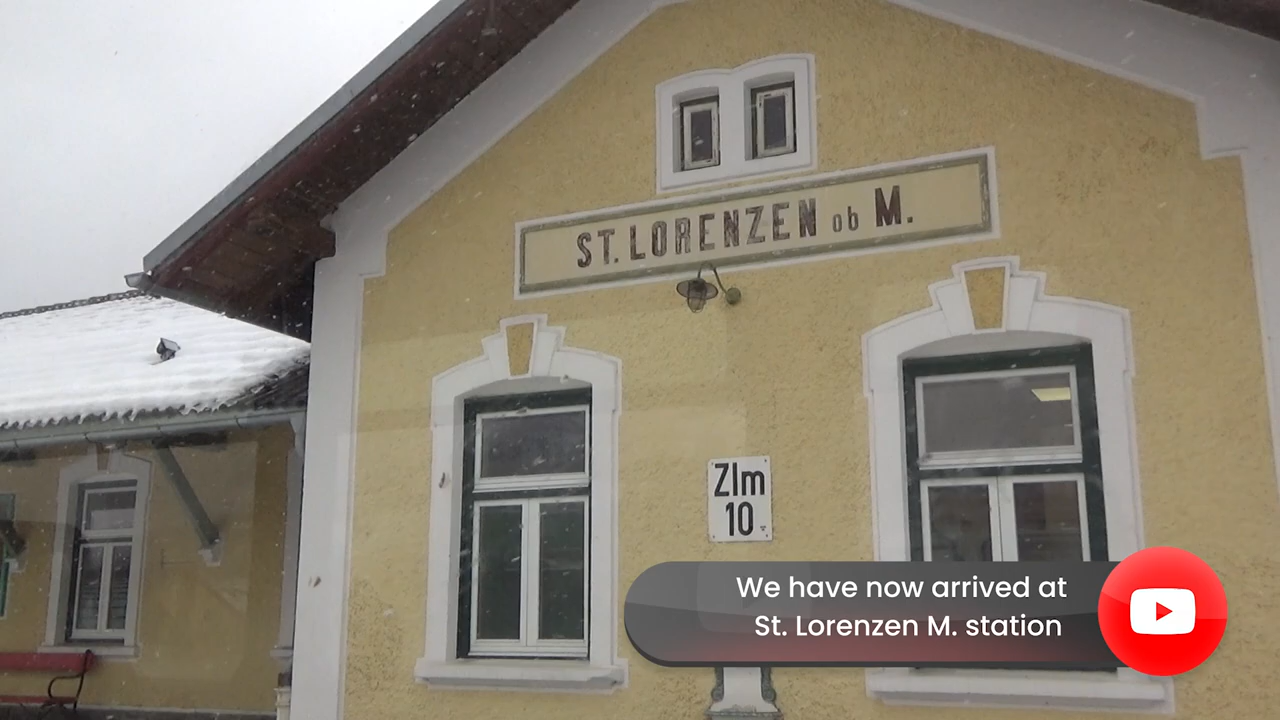 ST. LORENZEN ob M.
Zlm
10
We have now arrived at
St. Lorenzen M. station